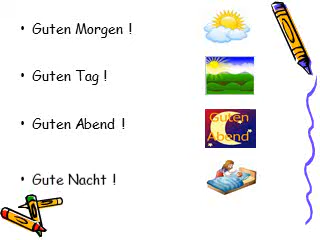 • Guten Morgen !
• Guten Tag !
• Guten Abend !
Guten
Abend
• Gute Nacht !